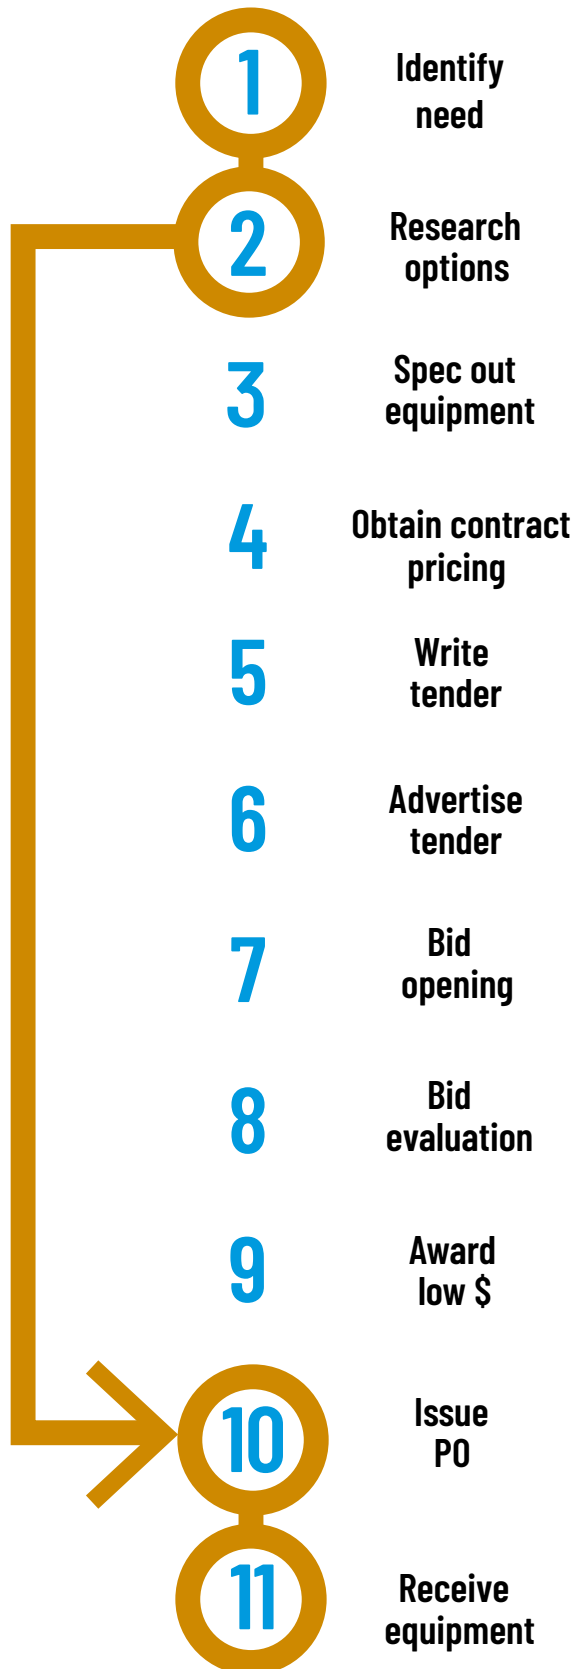 1
Identify
need
2
Research
options
3
Spec out
equipment
4
Obtain contract
pricing
5
Write
tender
6
Advertise
tender
7
Bid
opening
8
Bid
evaluation
9
Award
low $
10
Issue
PO
11
Receive
equipment